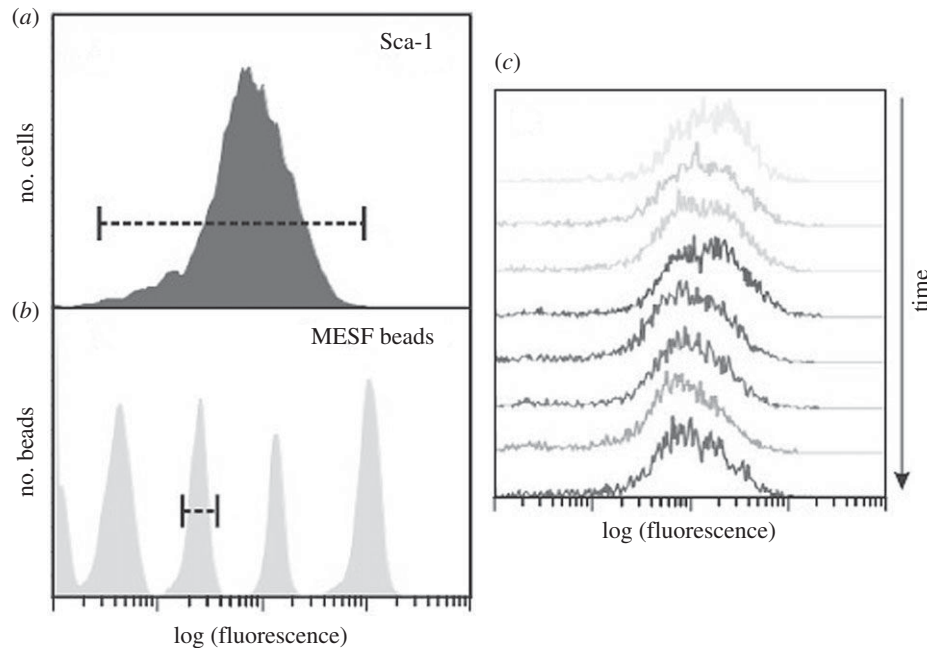 (a)
Sca-1
no. cells
(b)
MESF beads
no. beads
log (fluorescence)
(c)
time
log (fluorescence)